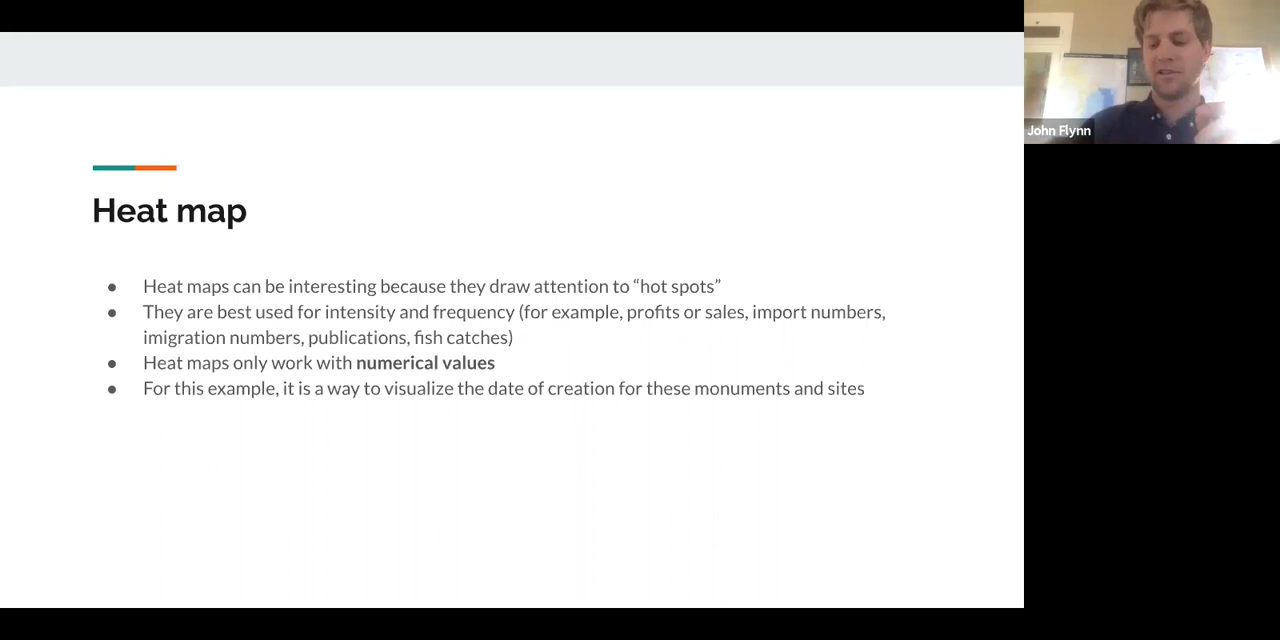 Heat map
● Heat maps can be interesting because they draw attention to “hot spots”
● They are best used for intensity and frequency (for example, profits or sales, import numbers,
imigration numbers, publications, fish catches)
● Heat maps only work with numerical values
● For this example, it is a way to visualize the date of creation for these monuments and sites
John Flynn